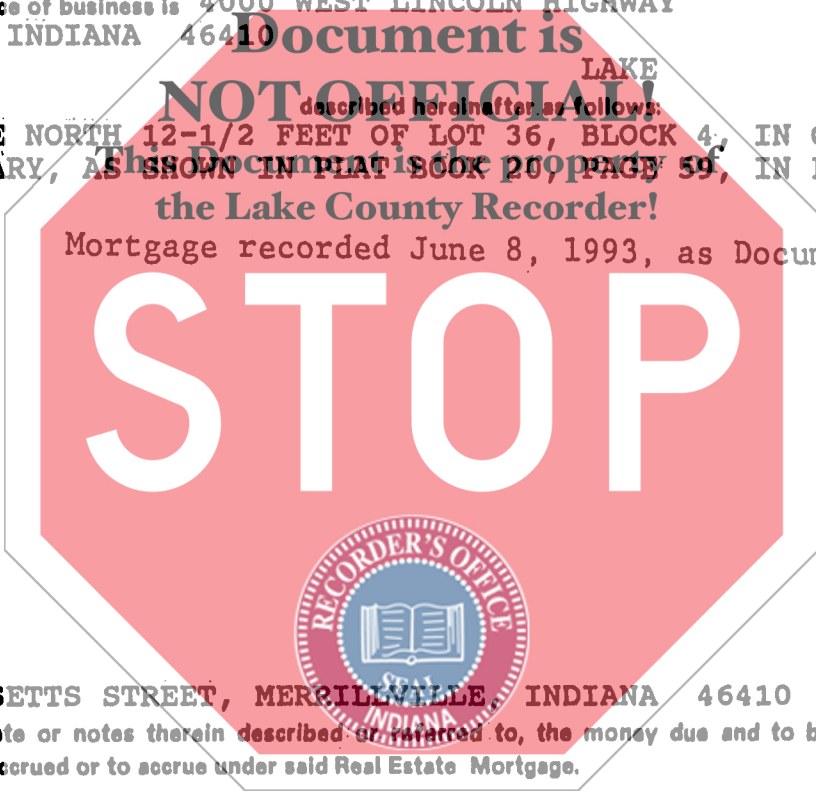 ce of business is 4000 WEST LINCOLN HIGHWAY
INDIANA 46410
Document is
LAKE
NOT OFFICIAL!
described hereinafter as follows:
E NORTH 12-1/2 FEET OF LOT 36, BLOCK 4, IN
RY, AS SHOWN IN PLAT BOOK 20, PAGE 59, IN
This Document is the property of
the Lake County Recorder!
Mortgage recorded June 8, 1993, as Docum
STOP
RECORDER'S OFFICE
SEAL
INDIANA
SETTS STREET, MERRILLVILLE, INDIANA 46410
te or notes therein described or referred to, the money due and to b
ccrued or to accrue under said Real Estate Mortgage.